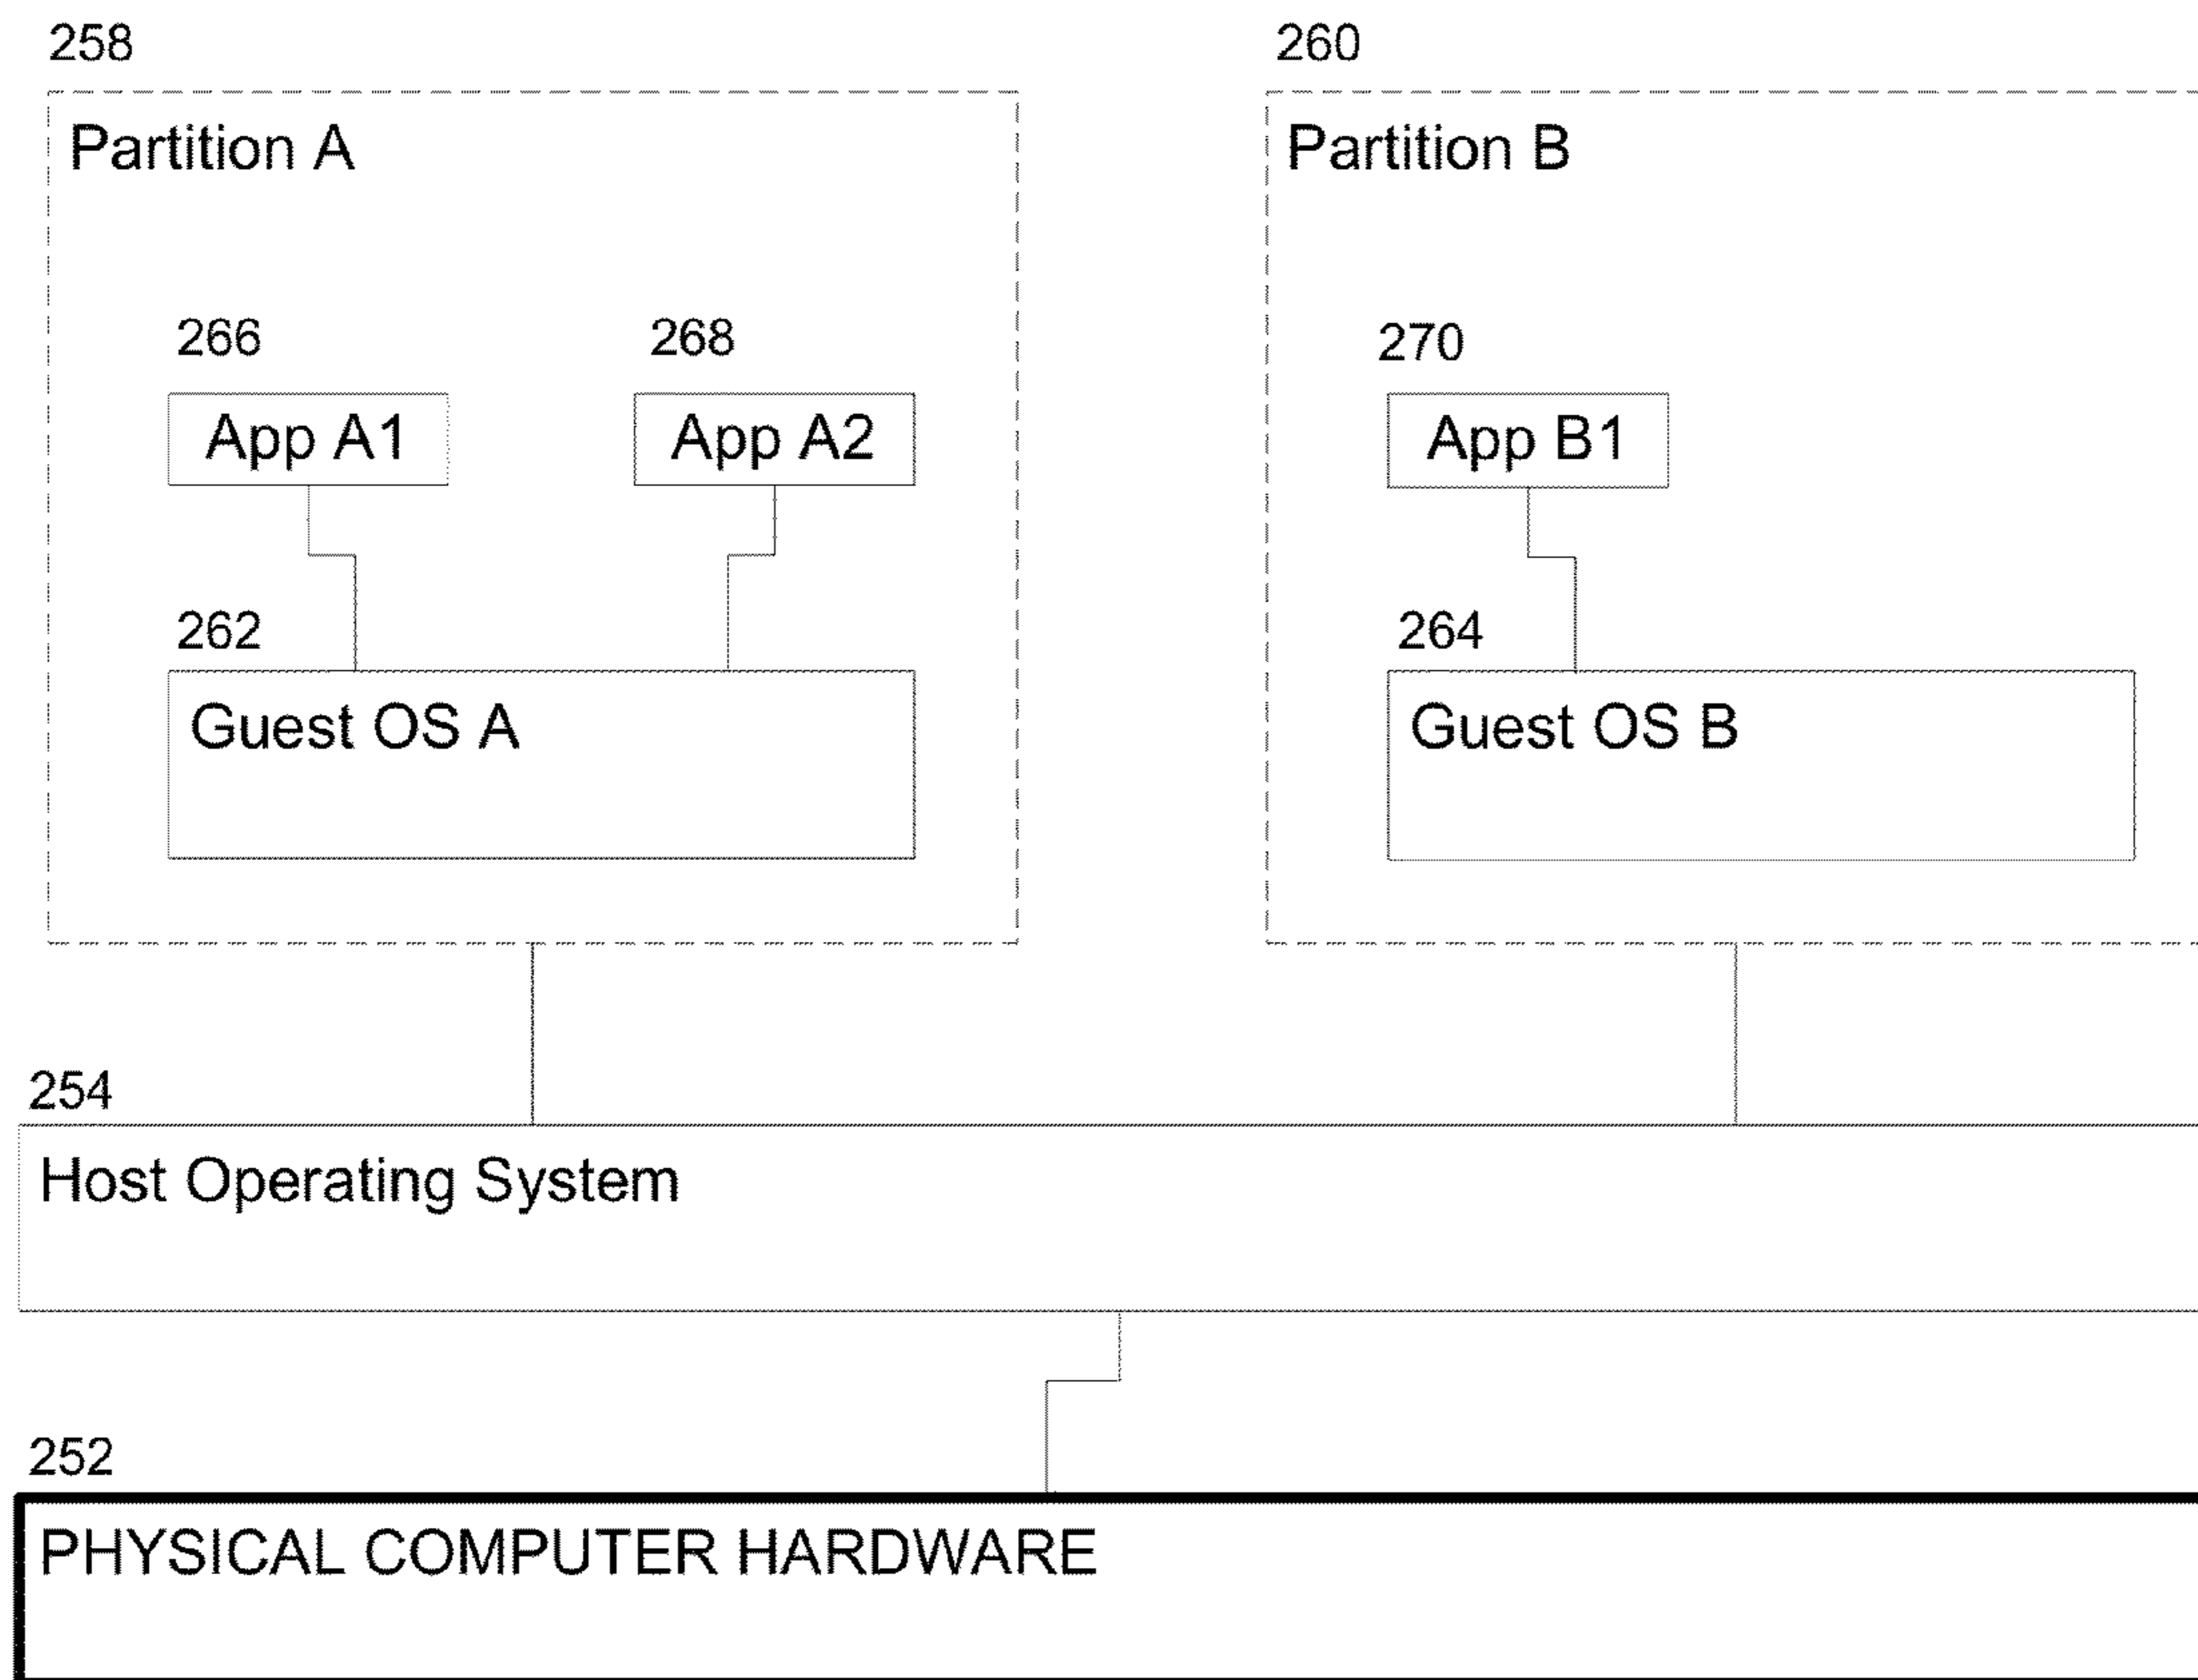 258
260
Partition A
Partition B
266
268
270
App A1
App A2
App B1
262
264
Guest OS A
Guest OS B
254
Host Operating System
252
PHYSICAL COMPUTER HARDWARE